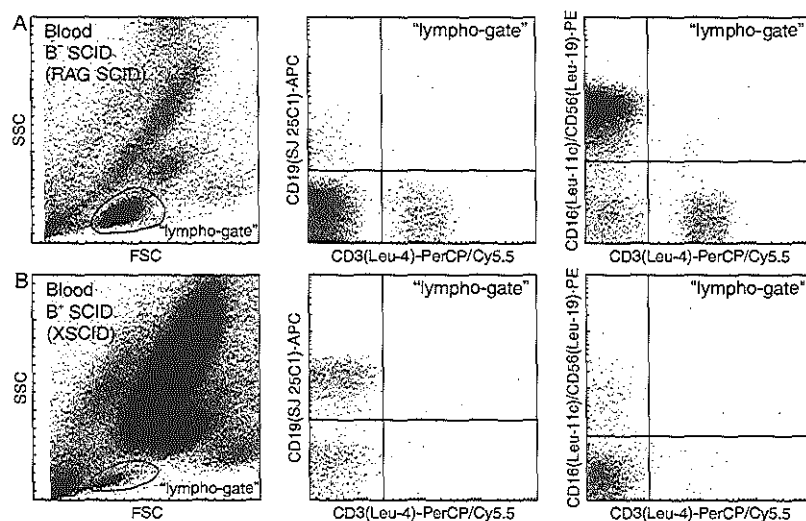 A
Blood
B⁻ SCID
(RAG SCID)
SSC
"lympho-gate"
FSC
"lympho-gate"
CD19(SJ 25C1)-APC
CD3(Leu-4)-PerCP/Cy5.5
"lympho-gate"
CD16(Leu-11c)/CD56(Leu-19)-PE
CD3(Leu-4)-PerCP/Cy5.5
B
Blood
B⁺ SCID
(XSCID)
SSC
"lympho-gate"
FSC
"lympho-gate"
CD19(SJ 25C1)-APC
CD3(Leu-4)-PerCP/Cy5.5
"lympho-gate"
CD16(Leu-11c)/CD56(Leu-19)-PE
CD3(Leu-4)-PerCP/Cy5.5